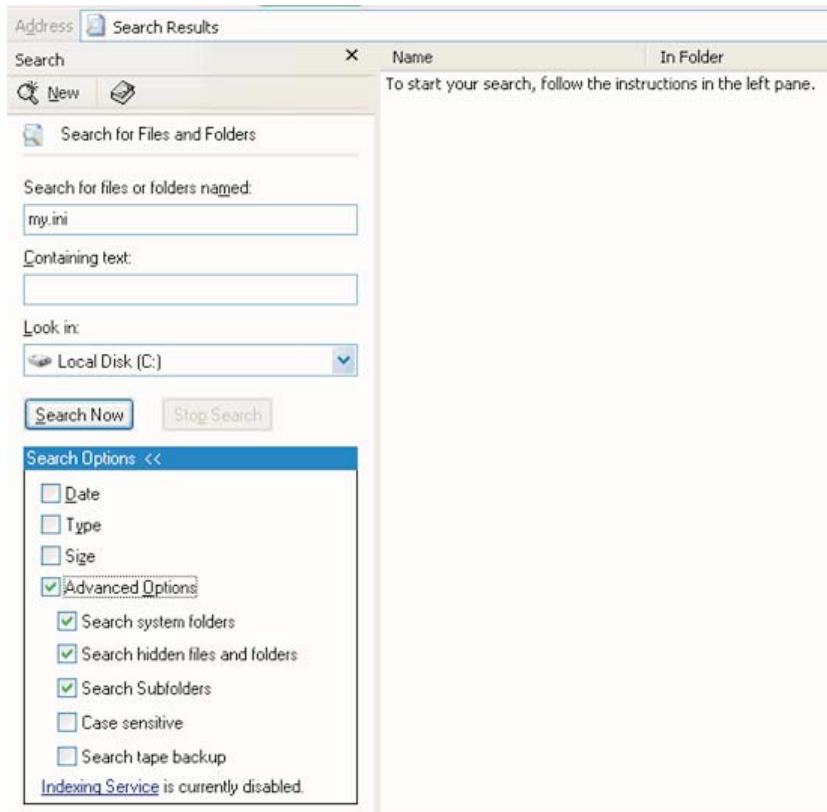 Address Search Results
Search
New
Search for Files and Folders
Search for files or folders named:
my.ini
Containing text:
Look in:
Local Disk (C:)
Search Now Stop Search
Search Options <<
Date
Type
Size
Advanced Options
Search system folders
Search hidden files and folders
Search Subfolders
Case sensitive
Search tape backup
Indexing Service is currently disabled.
Name In Folder
To start your search, follow the instructions in the left pane.